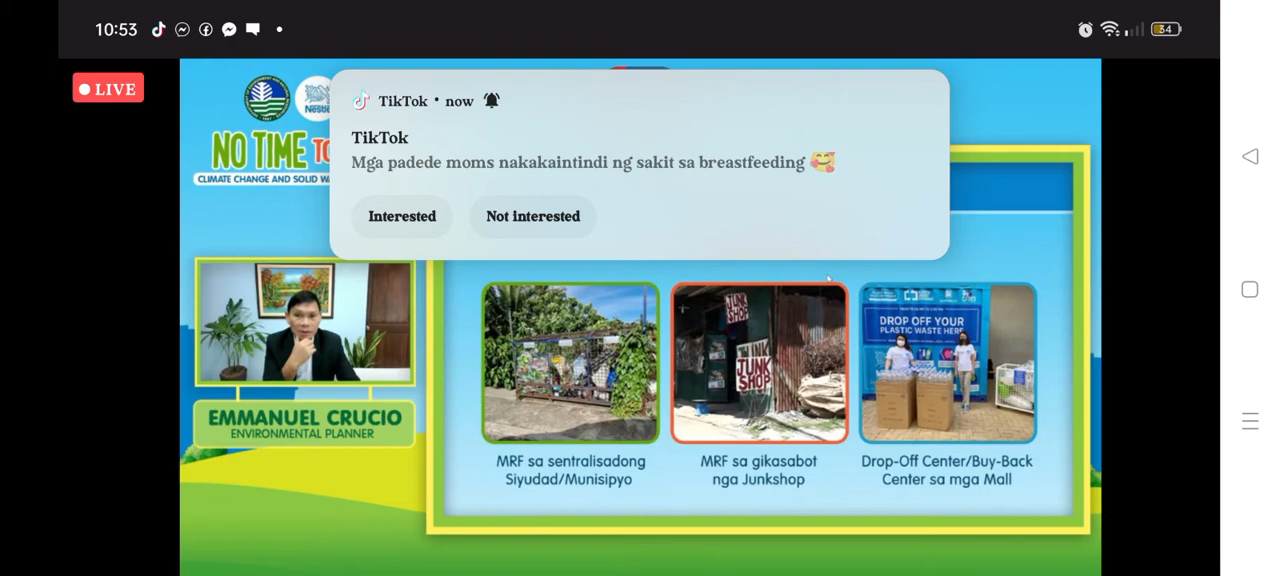 10:53
34
LIVE
Nestlé
NO TIME TO
CLIMATE CHANGE AND SOLID
TikTok • now
TikTok
Mga padede moms nakakaintindi ng sakit sa breastfeeding 🥰
Interested
Not interested
EMMANUEL CRUCIO
ENVIRONMENTAL PLANNER
JUNK
SHOP
JUNK
SHOP
DROP OFF YOUR
PLASTIC WASTE HERE
MRF sa sentralisadong
Siyudad/Munisipyo
MRF sa gikasabot
nga Junkshop
Drop-Off Center/Buy-Back
Center sa mga Mall